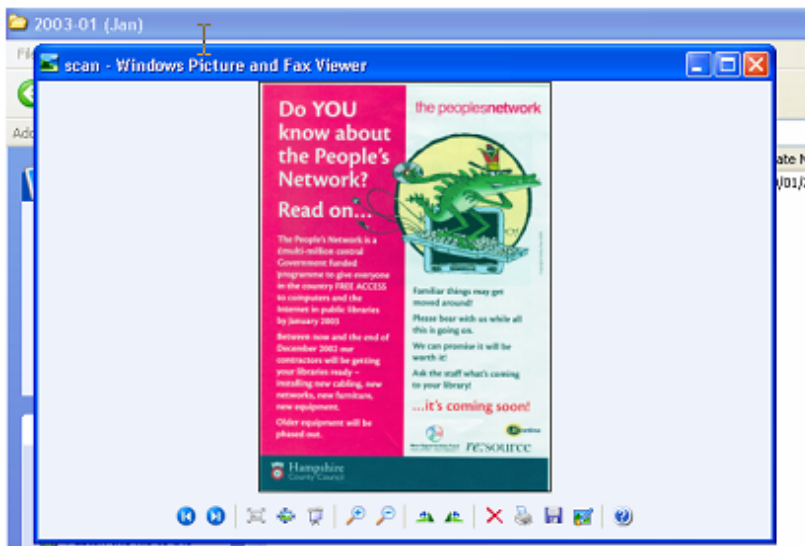 2003-01 (Jan)
scan - Windows Picture and Fax Viewer
Do YOU
know about
the People's
Network?
Read on...
The People's Network is a
£multi-million central
Government funded
programme to give everyone
in the country FREE ACCESS
to computers and the
Internet in public libraries
by January 2003
Between now and the end of
December 2002 our
contractors will be getting
your libraries ready –
installing new cabling, new
networks, new furniture,
new equipment.
Older equipment will be
phased out.
the peoplesnetwork
Familiar things may get
moved around!
Please bear with us while all
this is going on.
We can promise it will be
worth it!
Ask the staff what's coming
to your library!
...it's coming soon!
re:source
Hampshire
County Council